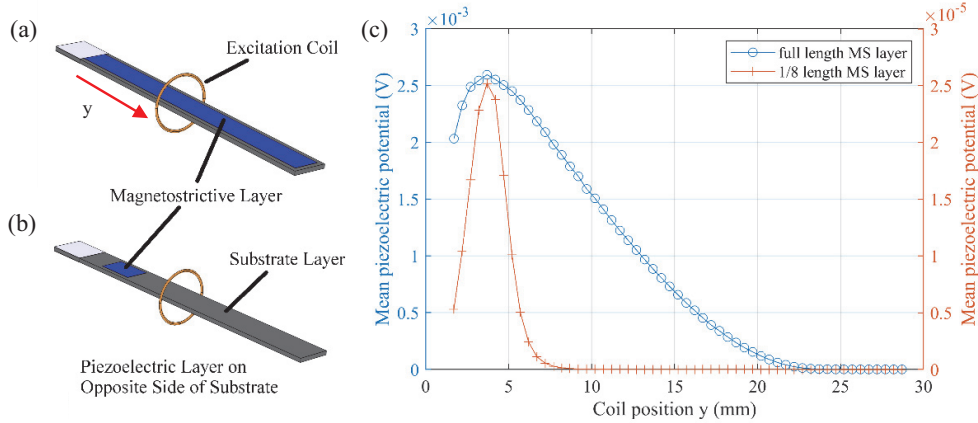 (a)
Excitation Coil
y
Magnetostrictive Layer
(b)
Substrate Layer
Piezoelectric Layer on
Opposite Side of Substrate
(c)
×10⁻³
×10⁻⁵
full length MS layer
1/8 length MS layer
Mean piezoelectric potential (V)
3
2.5
2
1.5
1
0.5
0
0 5 10 15 20 25 30
Coil position y (mm)
3
2.5
2
1.5
1
0.5
0
Mean piezoelectric potential (V)